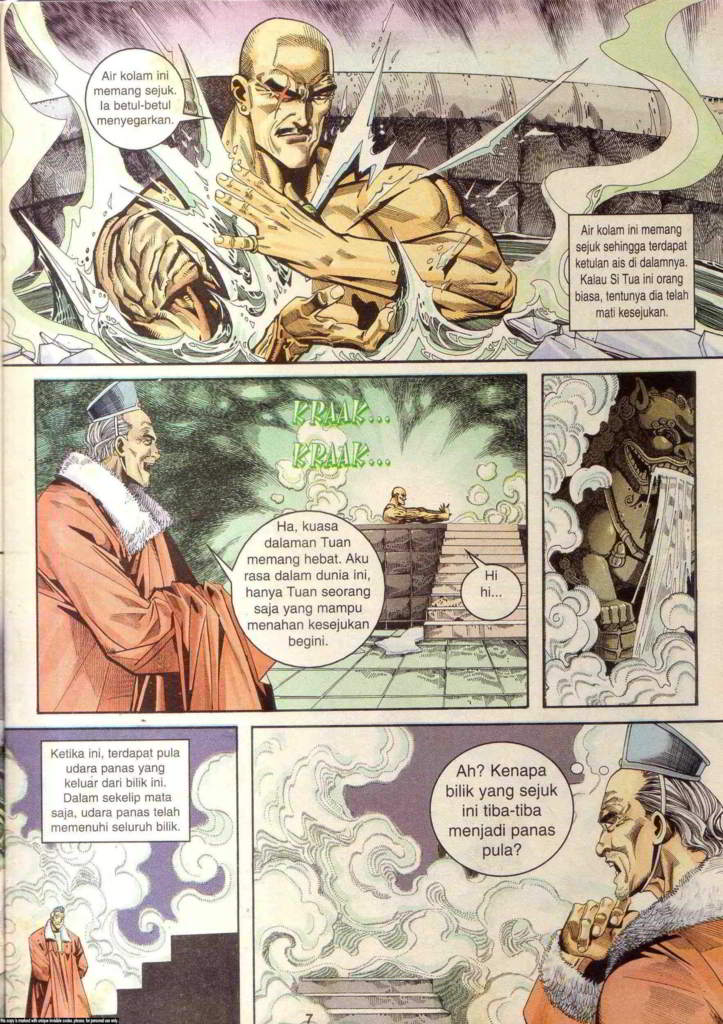 Air kolam ini
memang sejuk.
Ia betul-betul
menyegarkan.
Air kolam ini memang
sejuk sehingga terdapat
ketulan ais di dalamnya.
Kalau Si Tua ini orang
biasa, tentunya dia telah
mati kesejukan.
KRAAK...
KRAAK...
Ha, kuasa
dalaman Tuan
memang hebat. Aku
rasa dalam dunia ini,
hanya Tuan seorang
saja yang mampu
menahan kesejukan
begini.
Hi
hi...
Ketika ini, terdapat pula
udara panas yang
keluar dari bilik ini.
Dalam sekelip mata
saja, udara panas telah
memenuhi seluruh bilik.
Ah? Kenapa
bilik yang sejuk
ini tiba-tiba
menjadi panas
pula?
7